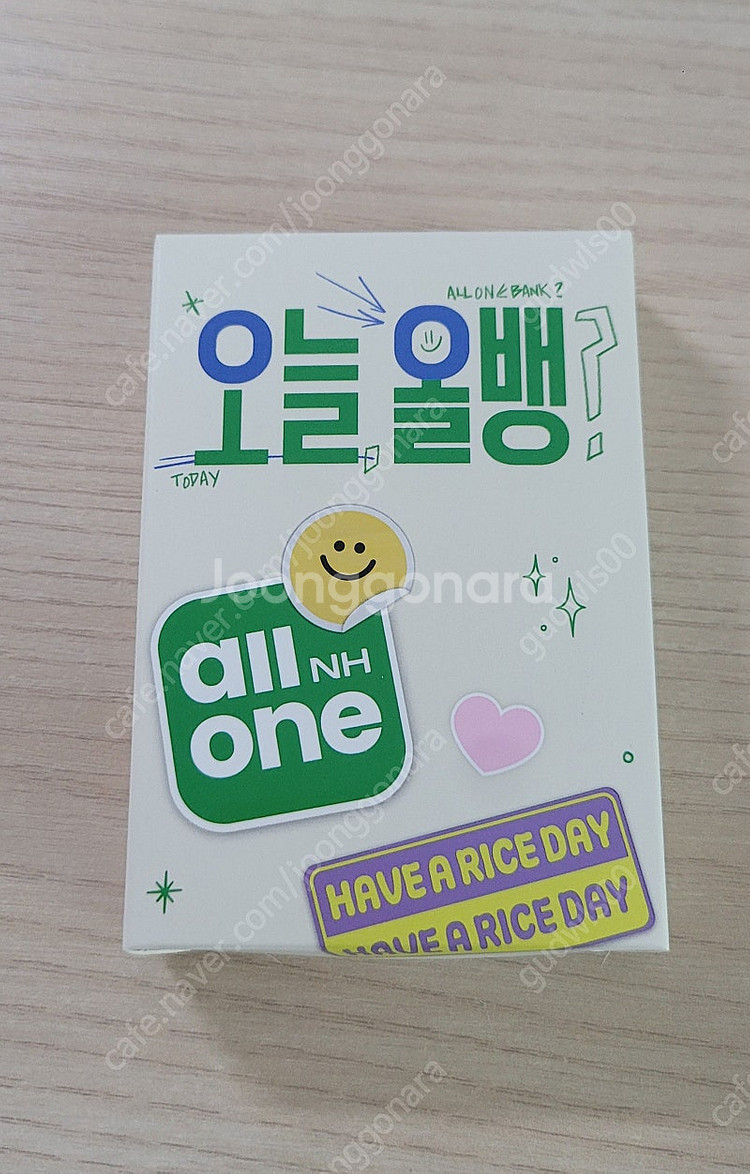 ALL ONE BANK?
오늘, 올뱅?
TODAY
all NH
one
HAVE A RICE DAY
HAVE A RICE DAY
Joonggonara
cafe.naver.com/joonggonara
gudwls00